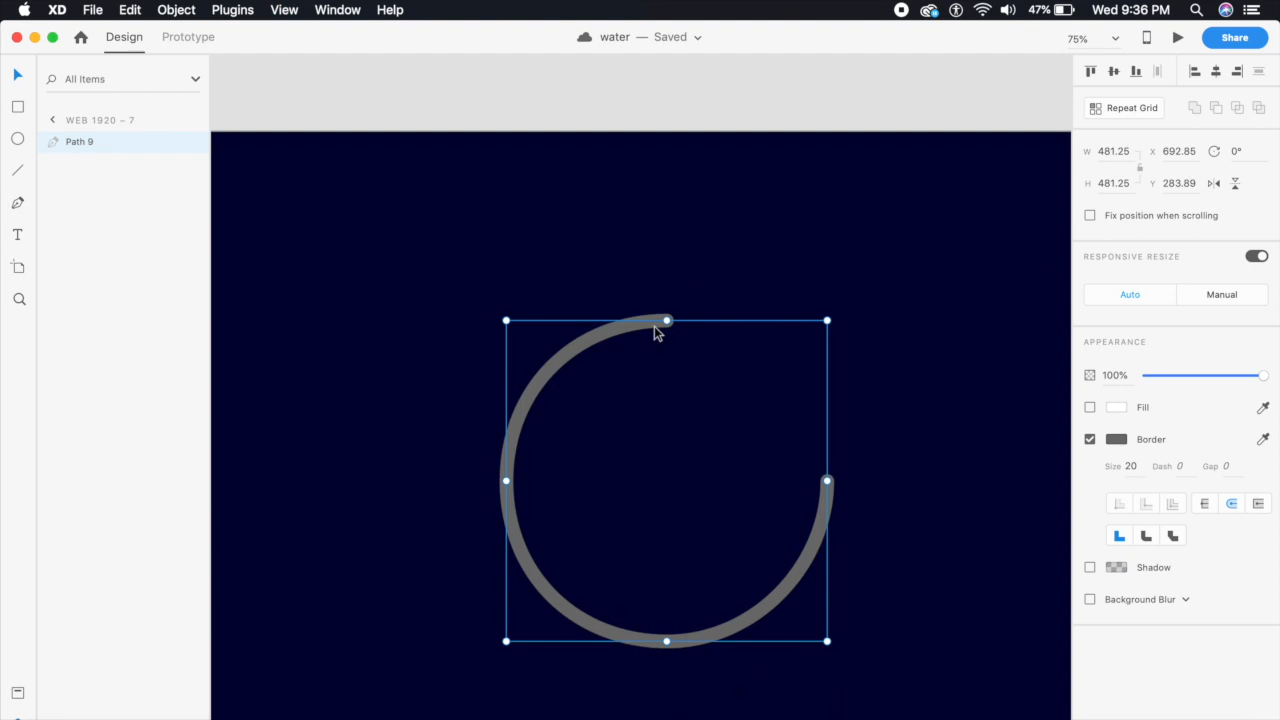 XD File Edit Object Plugins View Window Help 47% Wed 9:36 PM
Design Prototype water — Saved 75% Share
All Items
WEB 1920 – 7
Path 9
Repeat Grid
W 481.25 X 692.85 0°
H 481.25 Y 283.89
Fix position when scrolling
RESPONSIVE RESIZE
Auto Manual
APPEARANCE
100%
Fill
Border
Size 20 Dash 0 Gap 0
Shadow
Background Blur